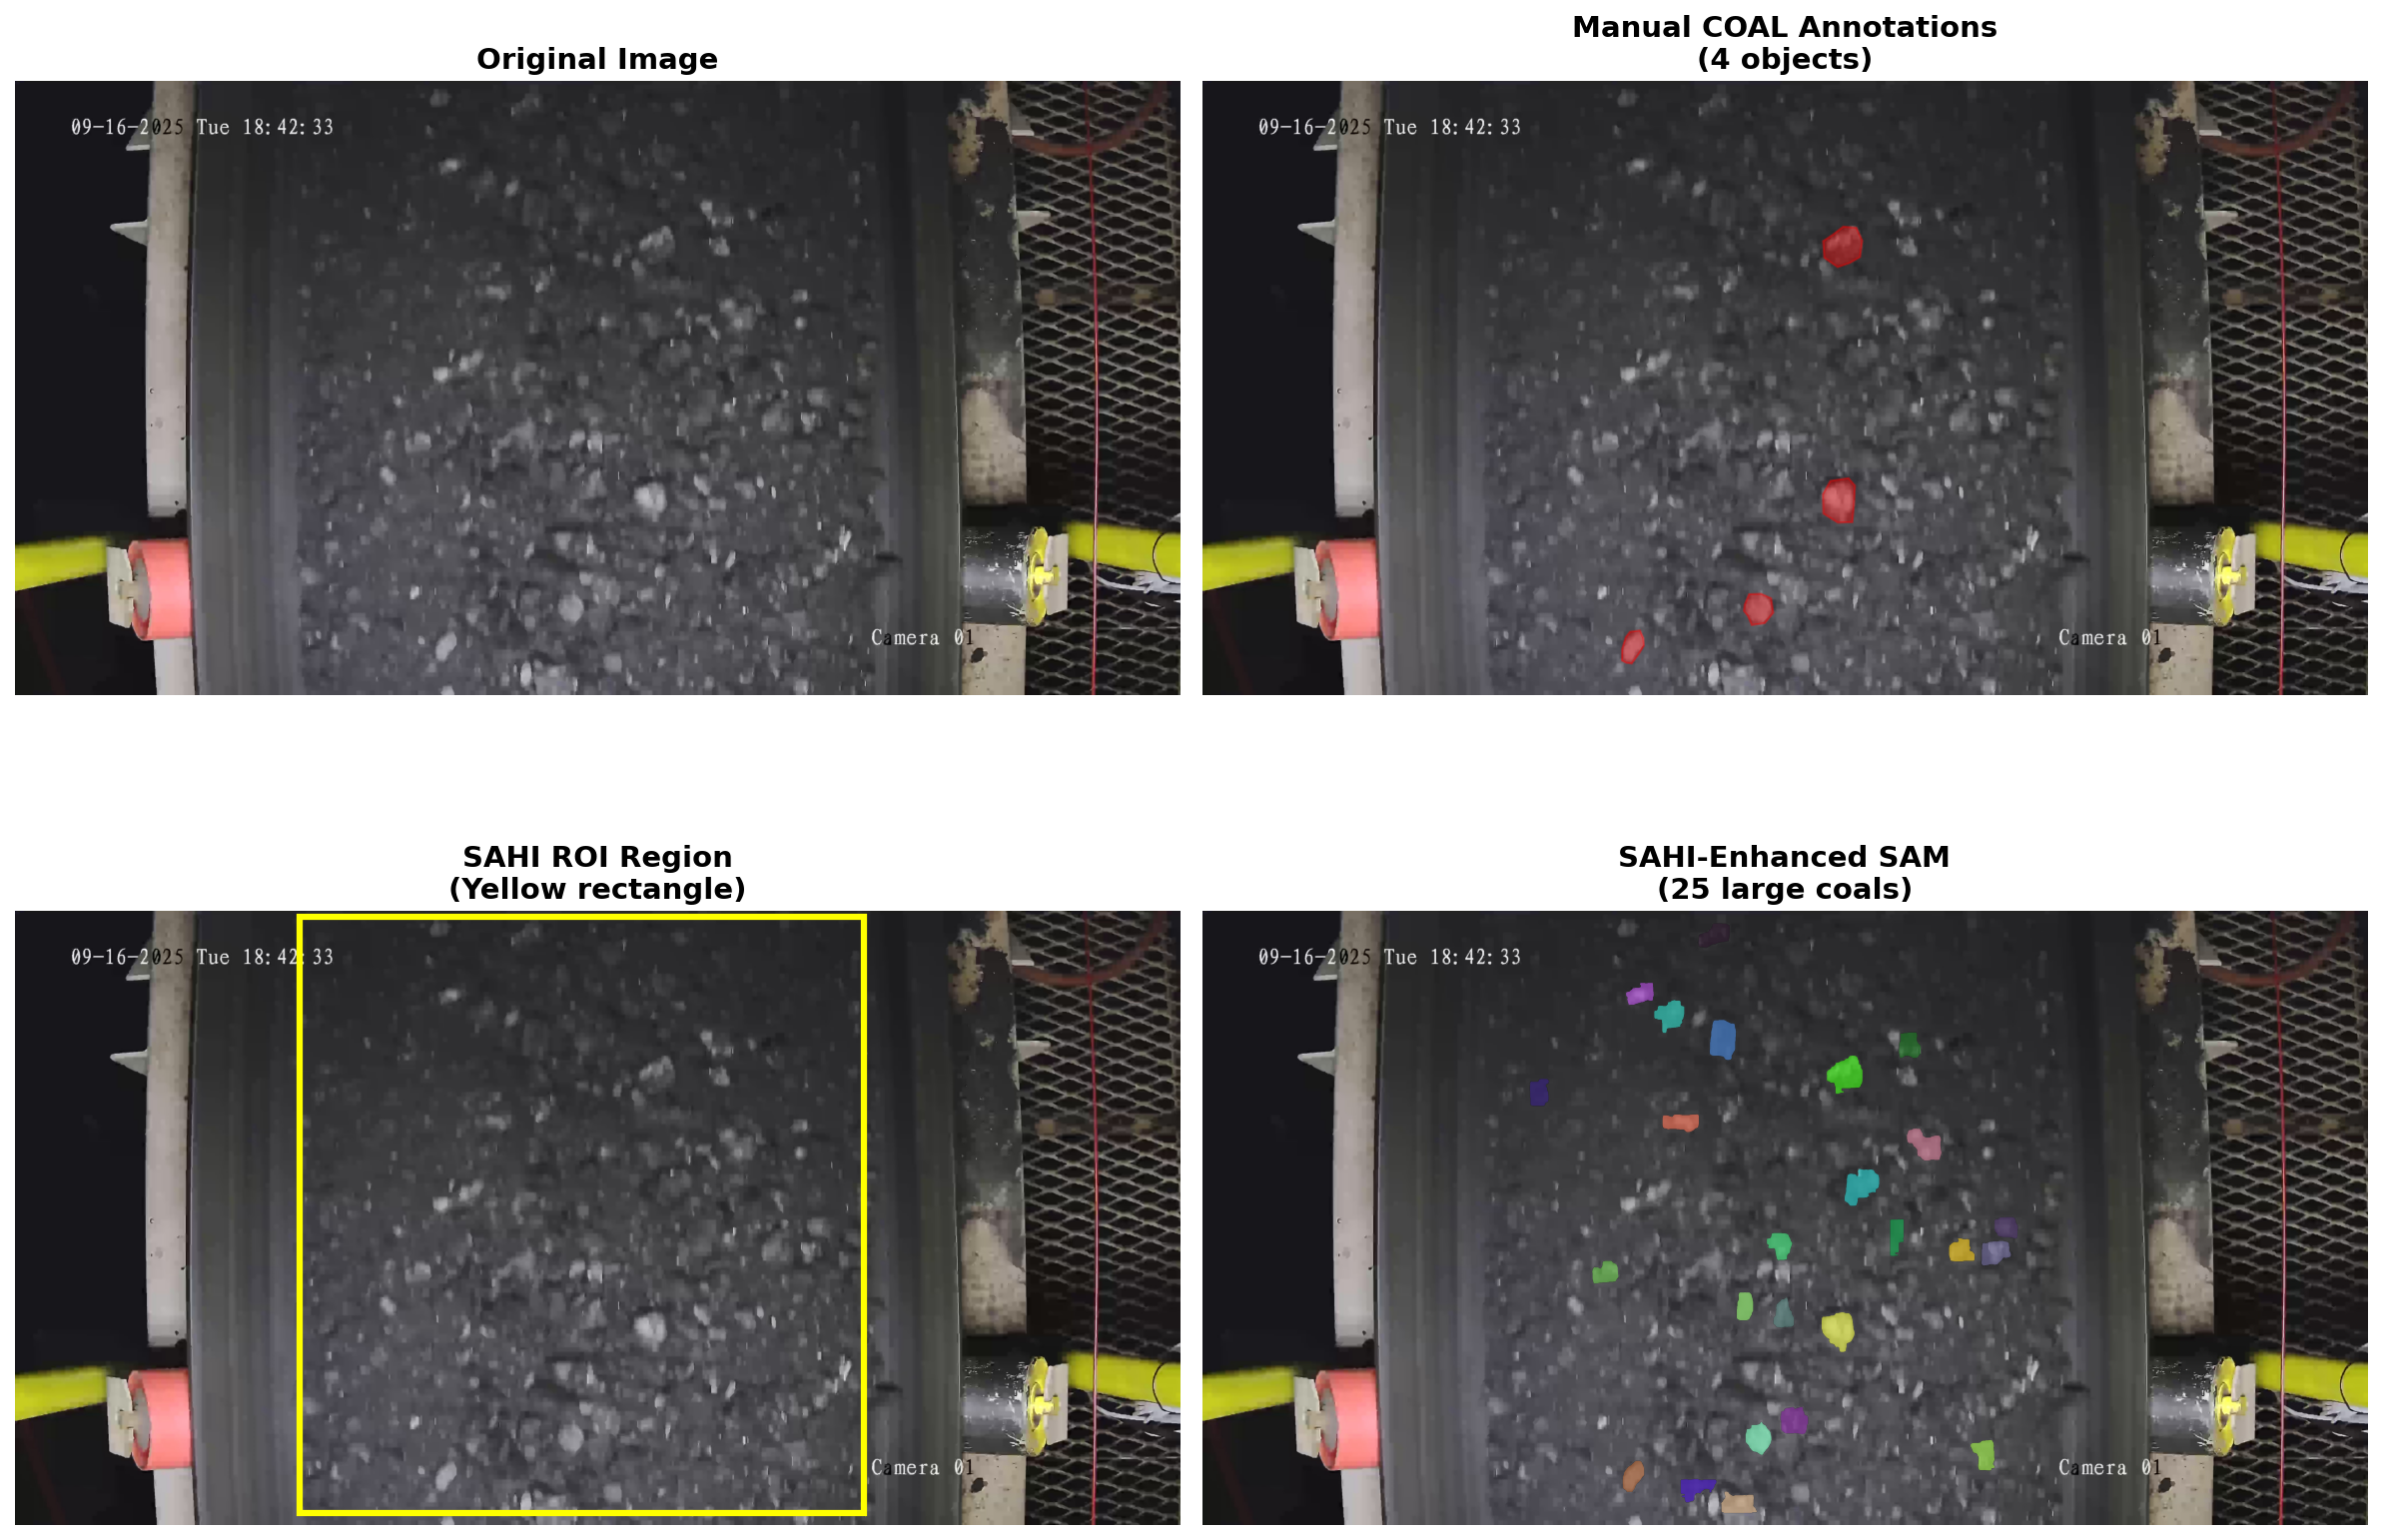 Original Image
09-16-2025 Tue 18:42:33
Camera 01
Manual COAL Annotations
(4 objects)
09-16-2025 Tue 18:42:33
Camera 01
SAHI ROI Region
(Yellow rectangle)
09-16-2025 Tue 18:42:33
Camera 01
SAHI-Enhanced SAM
(25 large coals)
09-16-2025 Tue 18:42:33
Camera 01